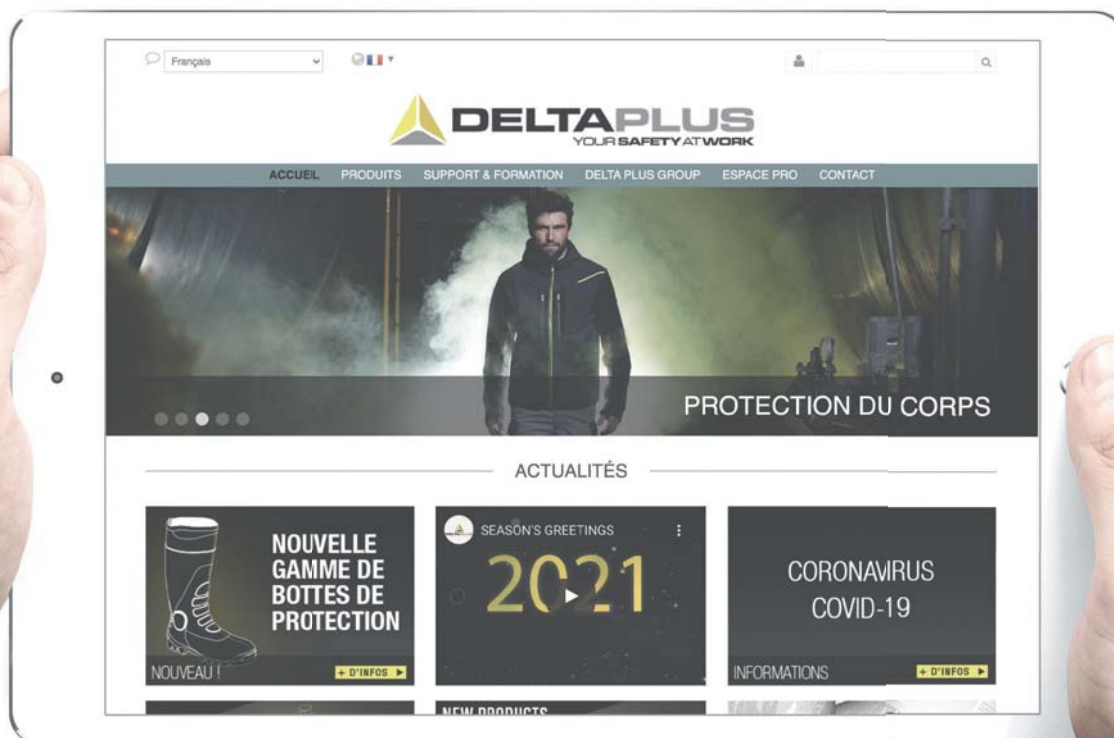 Français
DELTAPLUS
YOUR SAFETY AT WORK
ACCUEIL PRODUITS SUPPORT & FORMATION DELTA PLUS GROUP ESPACE PRO CONTACT
PROTECTION DU CORPS
ACTUALITÉS
NOUVELLE
GAMME DE
BOTTES DE
PROTECTION
NOUVEAU !
+ D'INFOS
SEASON'S GREETINGS
2021
CORONAVIRUS
COVID-19
INFORMATIONS
+ D'INFOS
NEW PRODUCTS